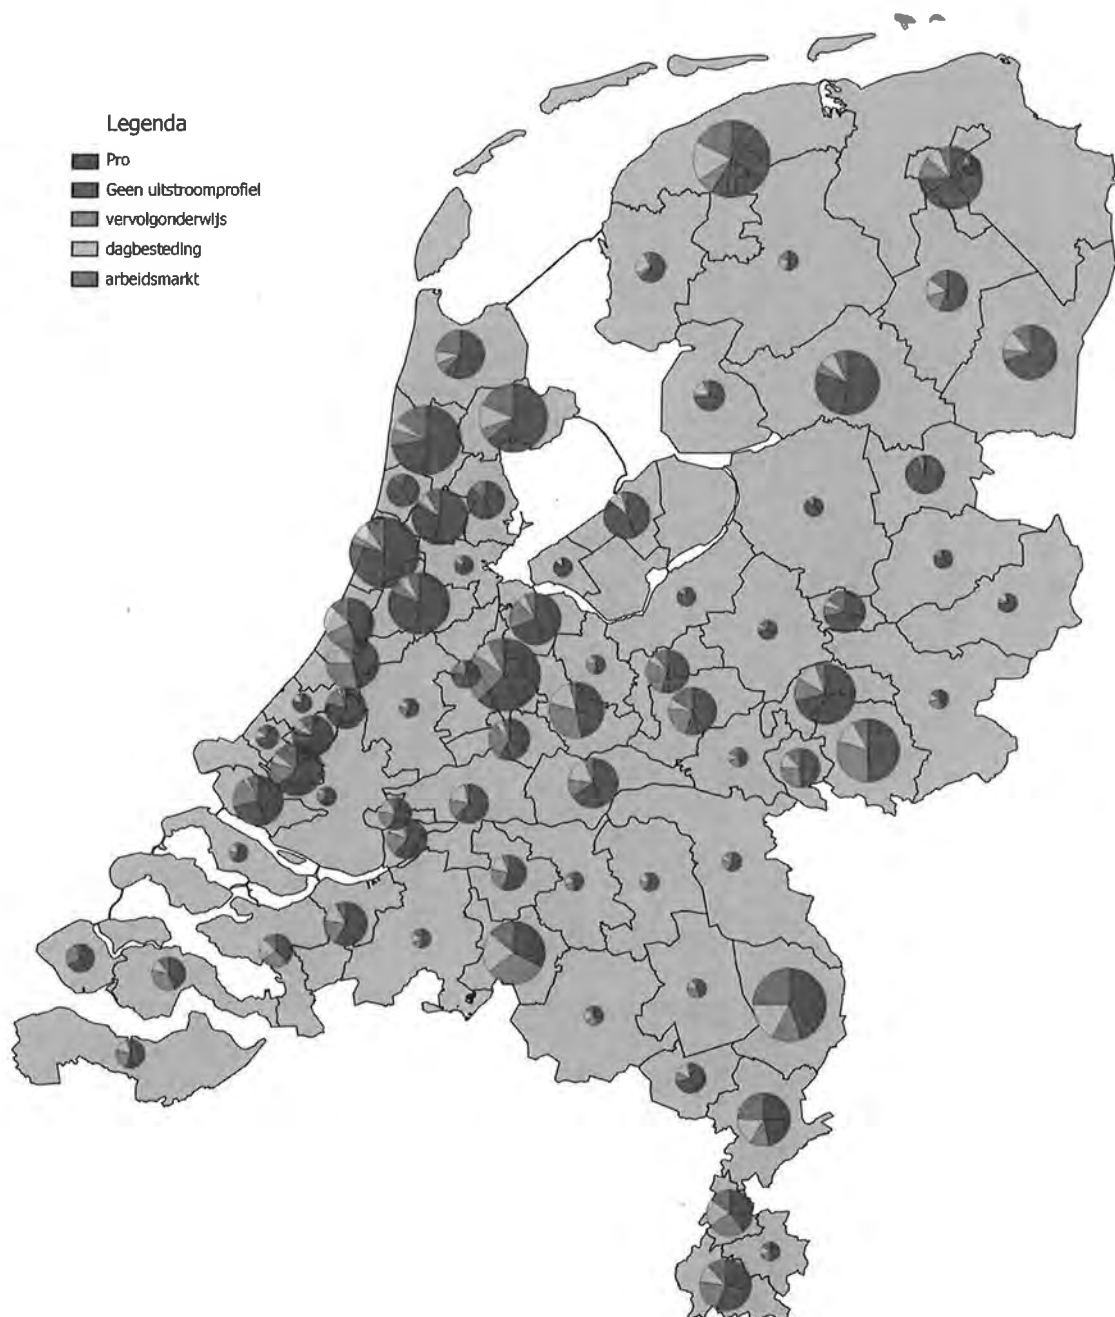 Legenda
Pro
Geen uitstroomprofiel
vervolgonderwijs
dagbesteding
arbeidsmarkt